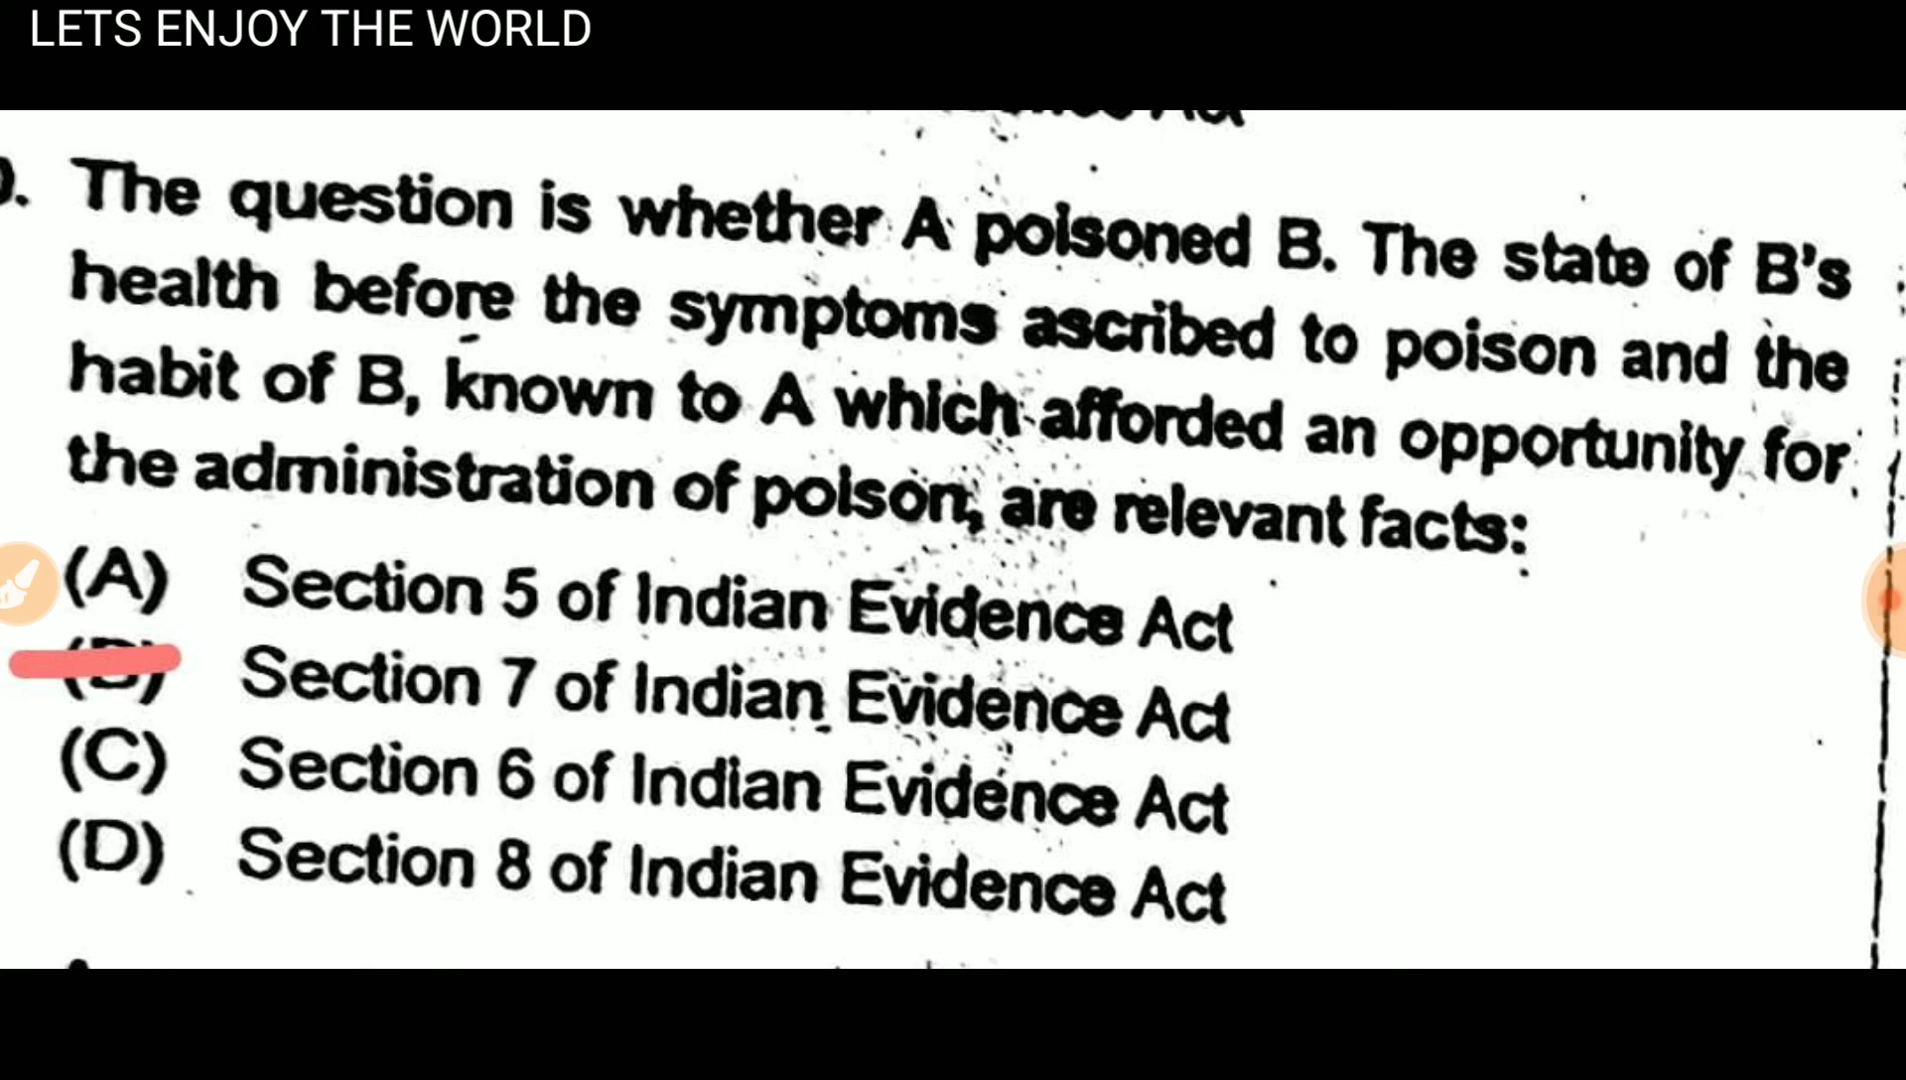 LETS ENJOY THE WORLD
The question is whether A poisoned B. The state of B's
health before the symptoms ascribed to poison and the
habit of B, known to A which afforded an opportunity for
the administration of poison, are relevant facts:
(A) Section 5 of Indian Evidence Act
(B) Section 7 of Indian Evidence Act
(C) Section 6 of Indian Evidence Act
(D) Section 8 of Indian Evidence Act